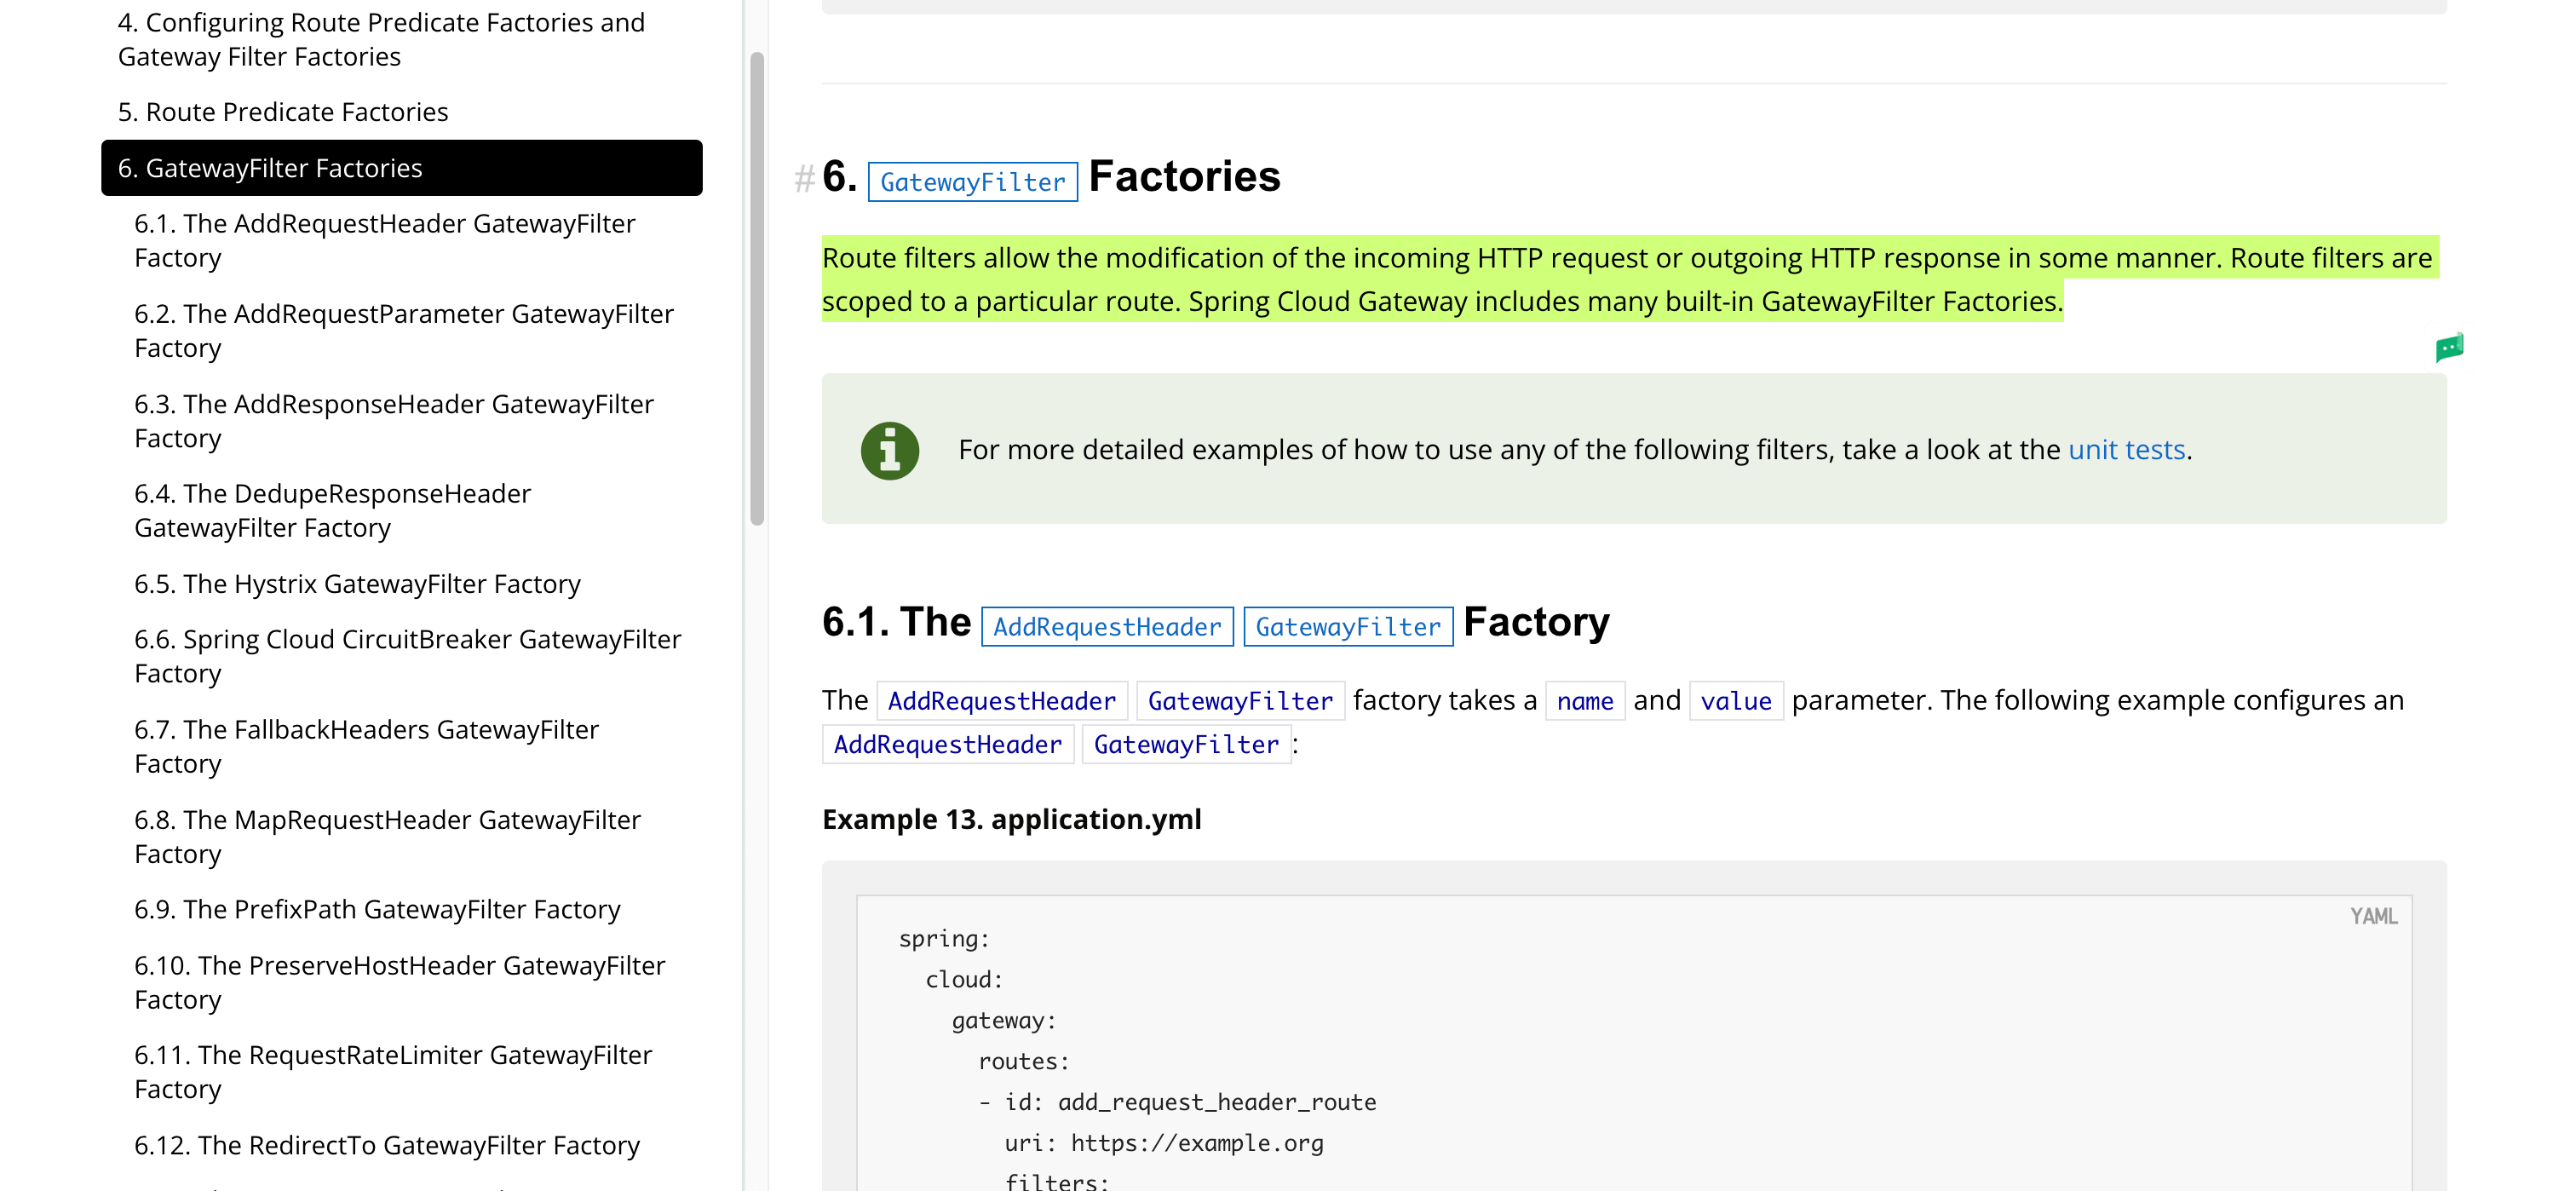 4. Configuring Route Predicate Factories and
Gateway Filter Factories
5. Route Predicate Factories
6. GatewayFilter Factories
6.1. The AddRequestHeader GatewayFilter
Factory
6.2. The AddRequestParameter GatewayFilter
Factory
6.3. The AddResponseHeader GatewayFilter
Factory
6.4. The DedupeResponseHeader
GatewayFilter Factory
6.5. The Hystrix GatewayFilter Factory
6.6. Spring Cloud CircuitBreaker GatewayFilter
Factory
6.7. The FallbackHeaders GatewayFilter
Factory
6.8. The MapRequestHeader GatewayFilter
Factory
6.9. The PrefixPath GatewayFilter Factory
6.10. The PreserveHostHeader GatewayFilter
Factory
6.11. The RequestRateLimiter GatewayFilter
Factory
6.12. The RedirectTo GatewayFilter Factory
# 6. GatewayFilter Factories
Route filters allow the modification of the incoming HTTP request or outgoing HTTP response in some manner. Route filters are
scoped to a particular route. Spring Cloud Gateway includes many built-in GatewayFilter Factories.
For more detailed examples of how to use any of the following filters, take a look at the unit tests.
6.1. The AddRequestHeader GatewayFilter Factory
The AddRequestHeader GatewayFilter factory takes a name and value parameter. The following example configures an
AddRequestHeader GatewayFilter:
Example 13. application.yml
YAML
spring:
  cloud:
    gateway:
      routes:
      - id: add_request_header_route
        uri: https://example.org
        filters: